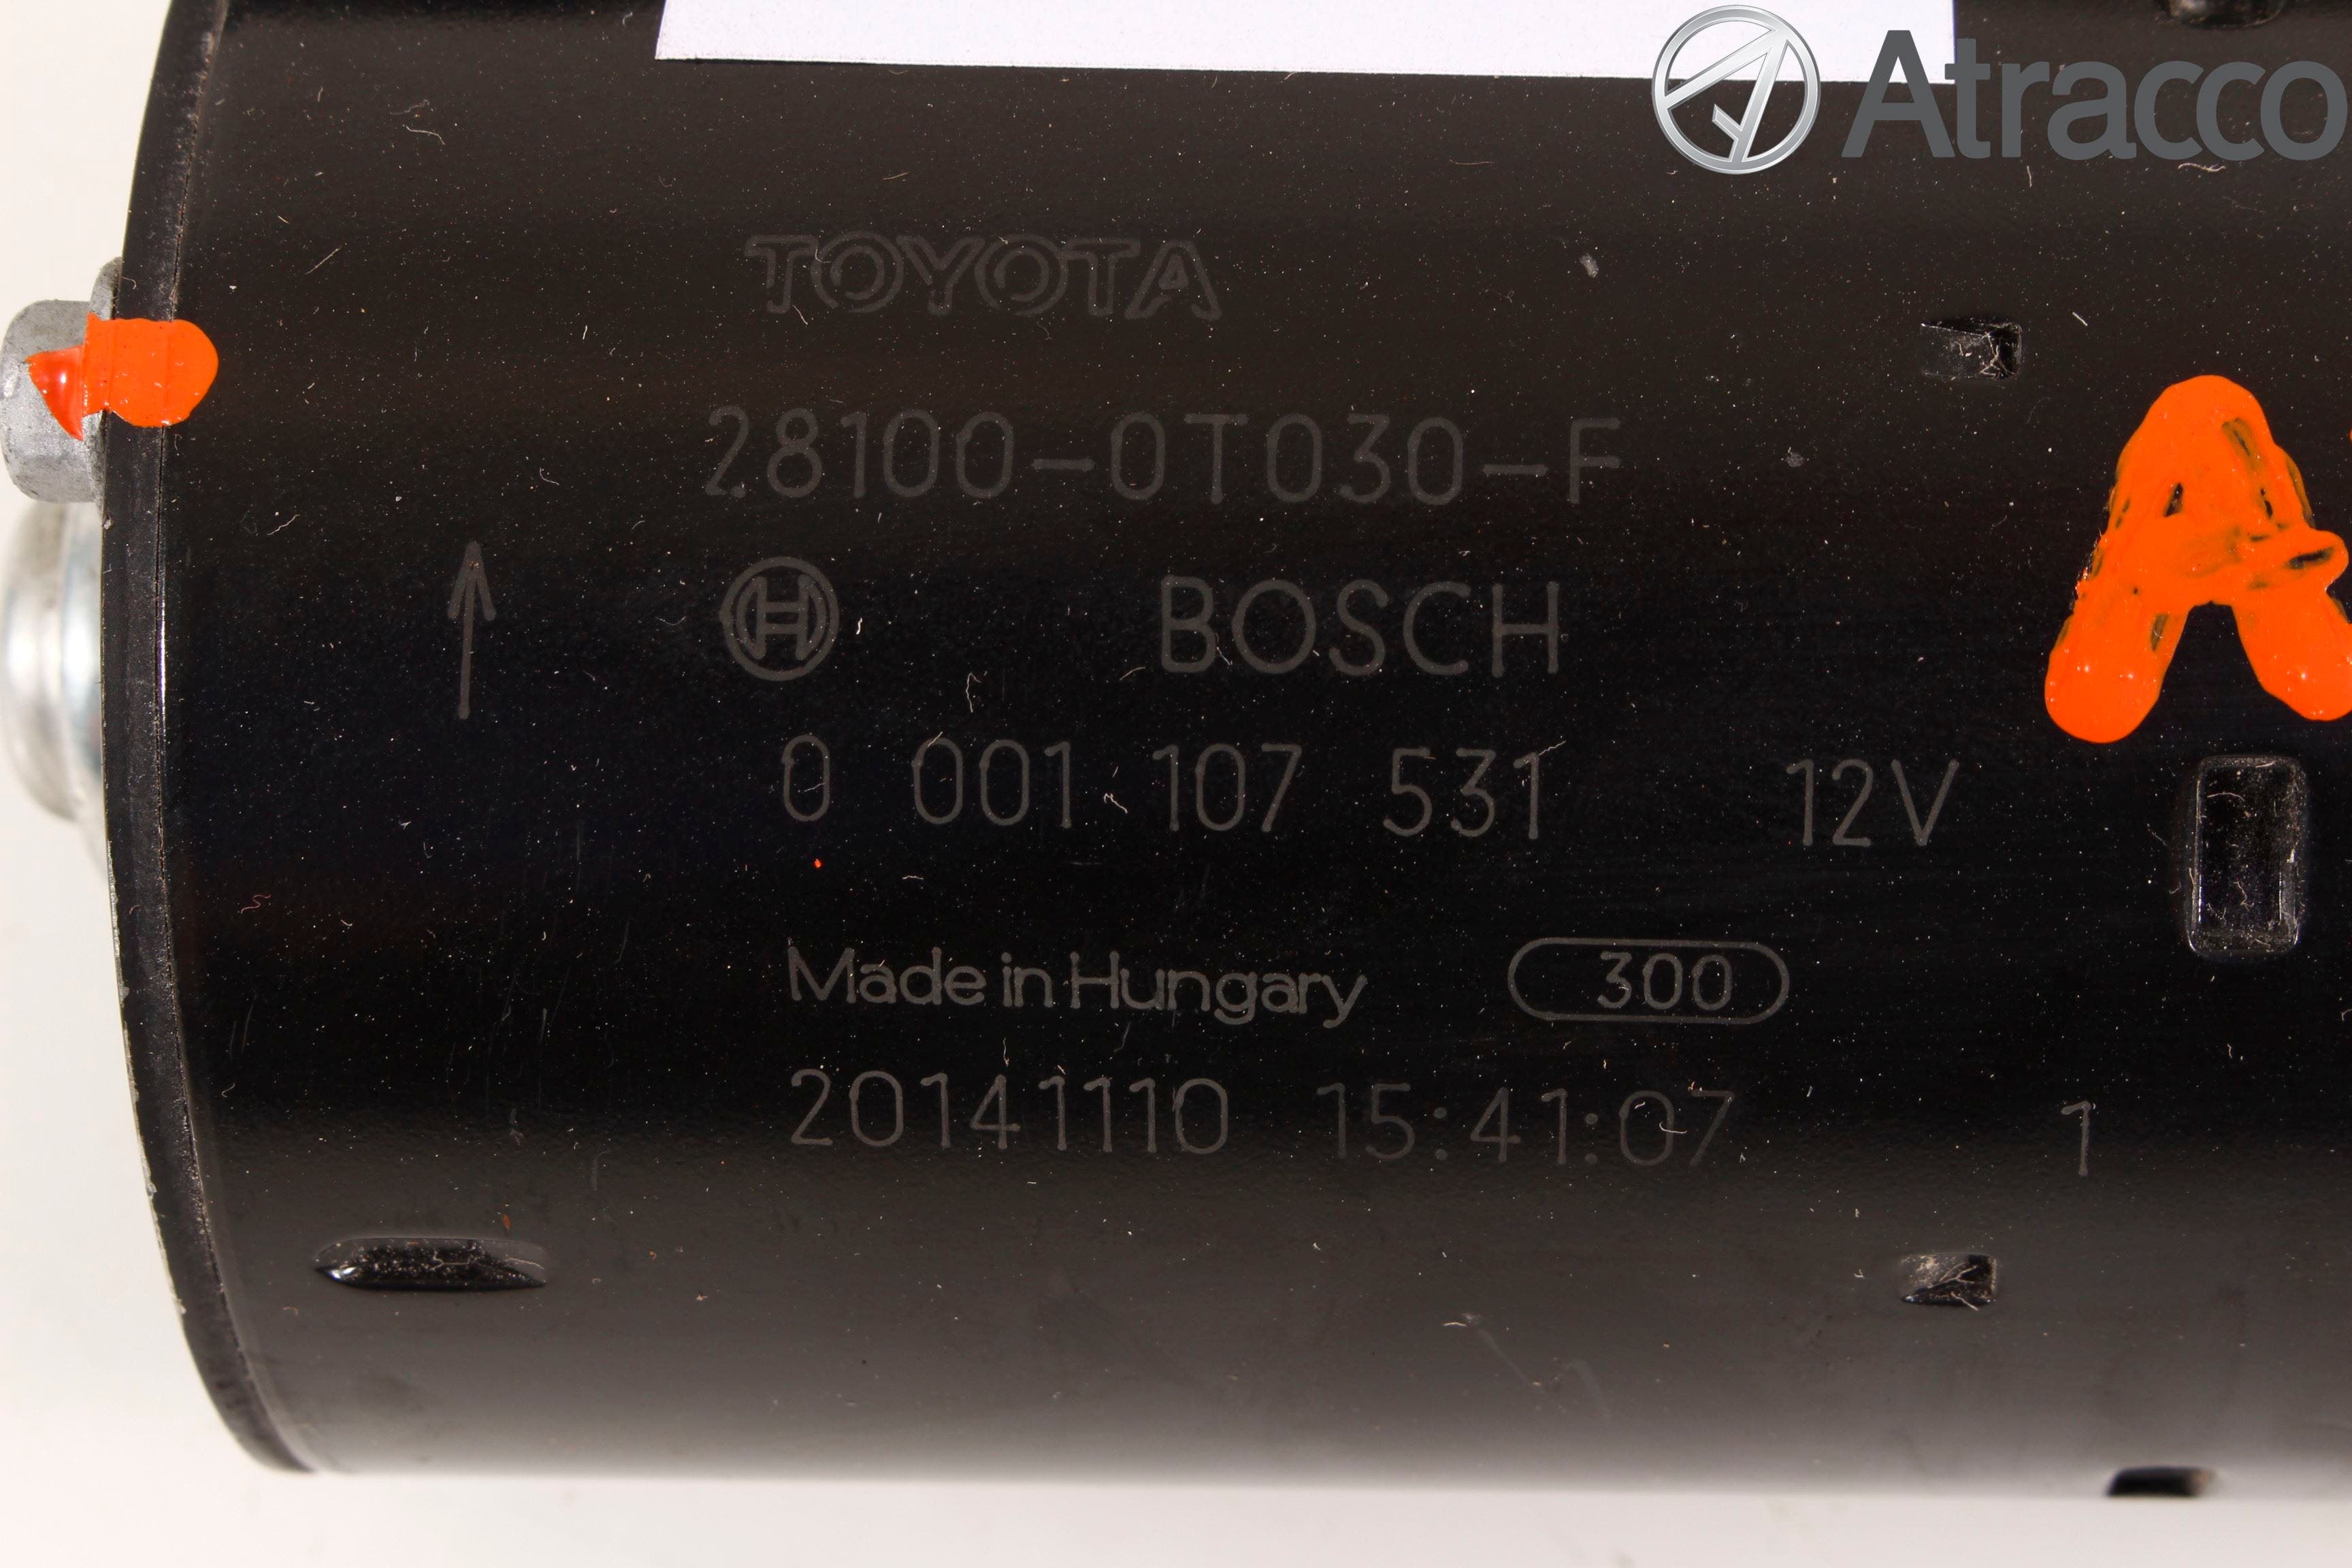 Atracco
TOYOTA
28100-0T030-F
BOSCH
0 001 107 531 12V
Made in Hungary 300
20141110 15:41:07 1
A